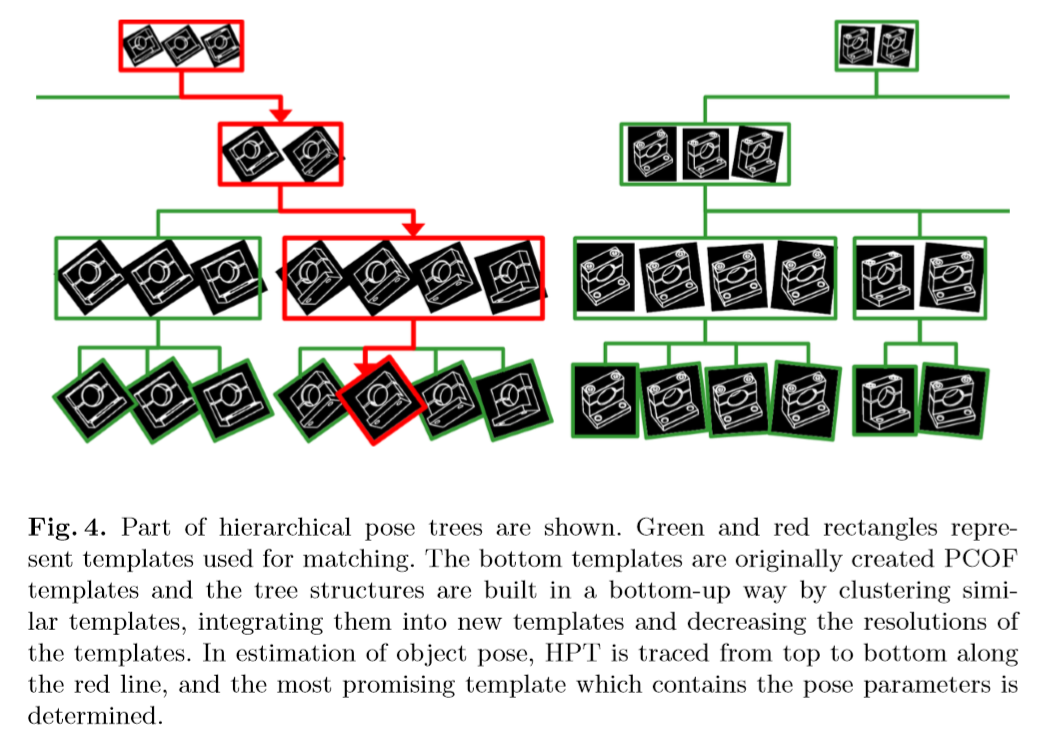 Fig. 4. Part of hierarchical pose trees are shown. Green and red rectangles repre-
sent templates used for matching. The bottom templates are originally created PCOF
templates and the tree structures are built in a bottom-up way by clustering simi-
lar templates, integrating them into new templates and decreasing the resolutions of
the templates. In estimation of object pose, HPT is traced from top to bottom along
the red line, and the most promising template which contains the pose parameters is
determined.